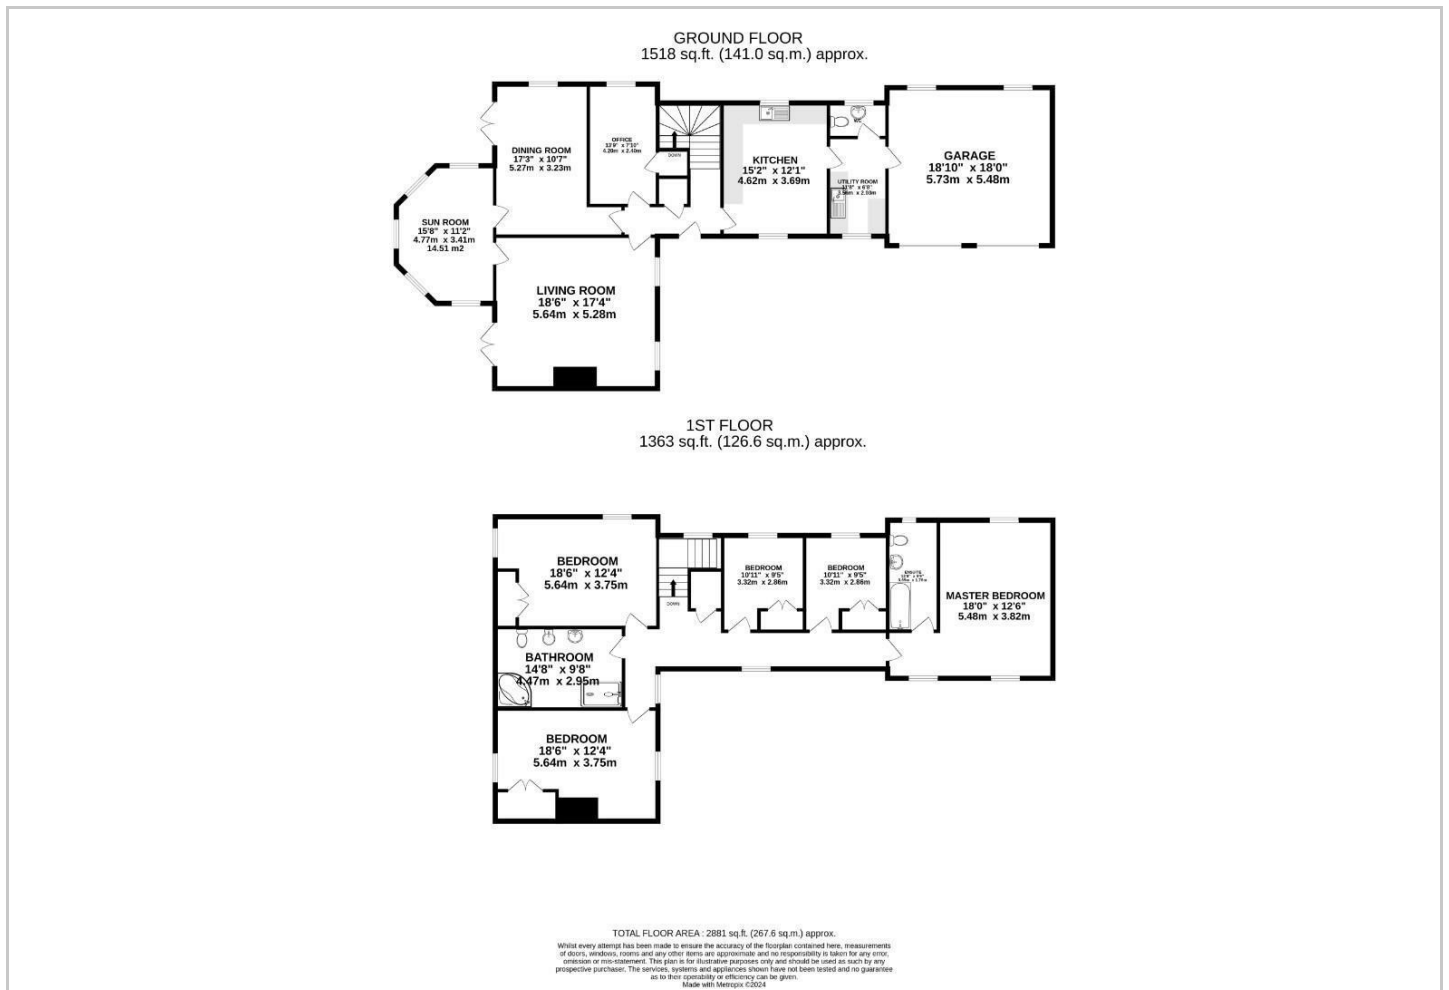 GROUND FLOOR
1518 sq.ft. (141.0 sq.m.) approx.
DINING ROOM
17'3" x 10'7"
5.27m x 3.23m
OFFICE
13'9" x 7'10"
4.20m x 2.40m
DOWN
KITCHEN
15'2" x 12'1"
4.62m x 3.69m
WC
UTILITY ROOM
GARAGE
18'10" x 18'0"
5.73m x 5.48m
SUN ROOM
15'8" x 11'2"
4.77m x 3.41m
14.51 m2
LIVING ROOM
18'6" x 17'4"
5.64m x 5.28m
1ST FLOOR
1363 sq.ft. (126.6 sq.m.) approx.
BEDROOM
18'6" x 12'4"
5.64m x 3.75m
DOWN
BEDROOM
10'11" x 9'5"
3.32m x 2.86m
BEDROOM
10'11" x 9'5"
3.32m x 2.86m
ENSUITE
MASTER BEDROOM
18'0" x 12'6"
5.48m x 3.82m
BATHROOM
14'8" x 9'8"
4.47m x 2.95m
BEDROOM
18'6" x 12'4"
5.64m x 3.75m
TOTAL FLOOR AREA : 2881 sq.ft. (267.6 sq.m.) approx.
Whilst every attempt has been made to ensure the accuracy of the floorplan contained here, measurements
of doors, windows, rooms and any other items are approximate and no responsibility is taken for any error,
omission or mis-statement. This plan is for illustrative purposes only and should be used as such by any
prospective purchaser. The services, systems and appliances shown have not been tested and no guarantee
as to their operability or efficiency can be given.
Made with Metropix ©2024